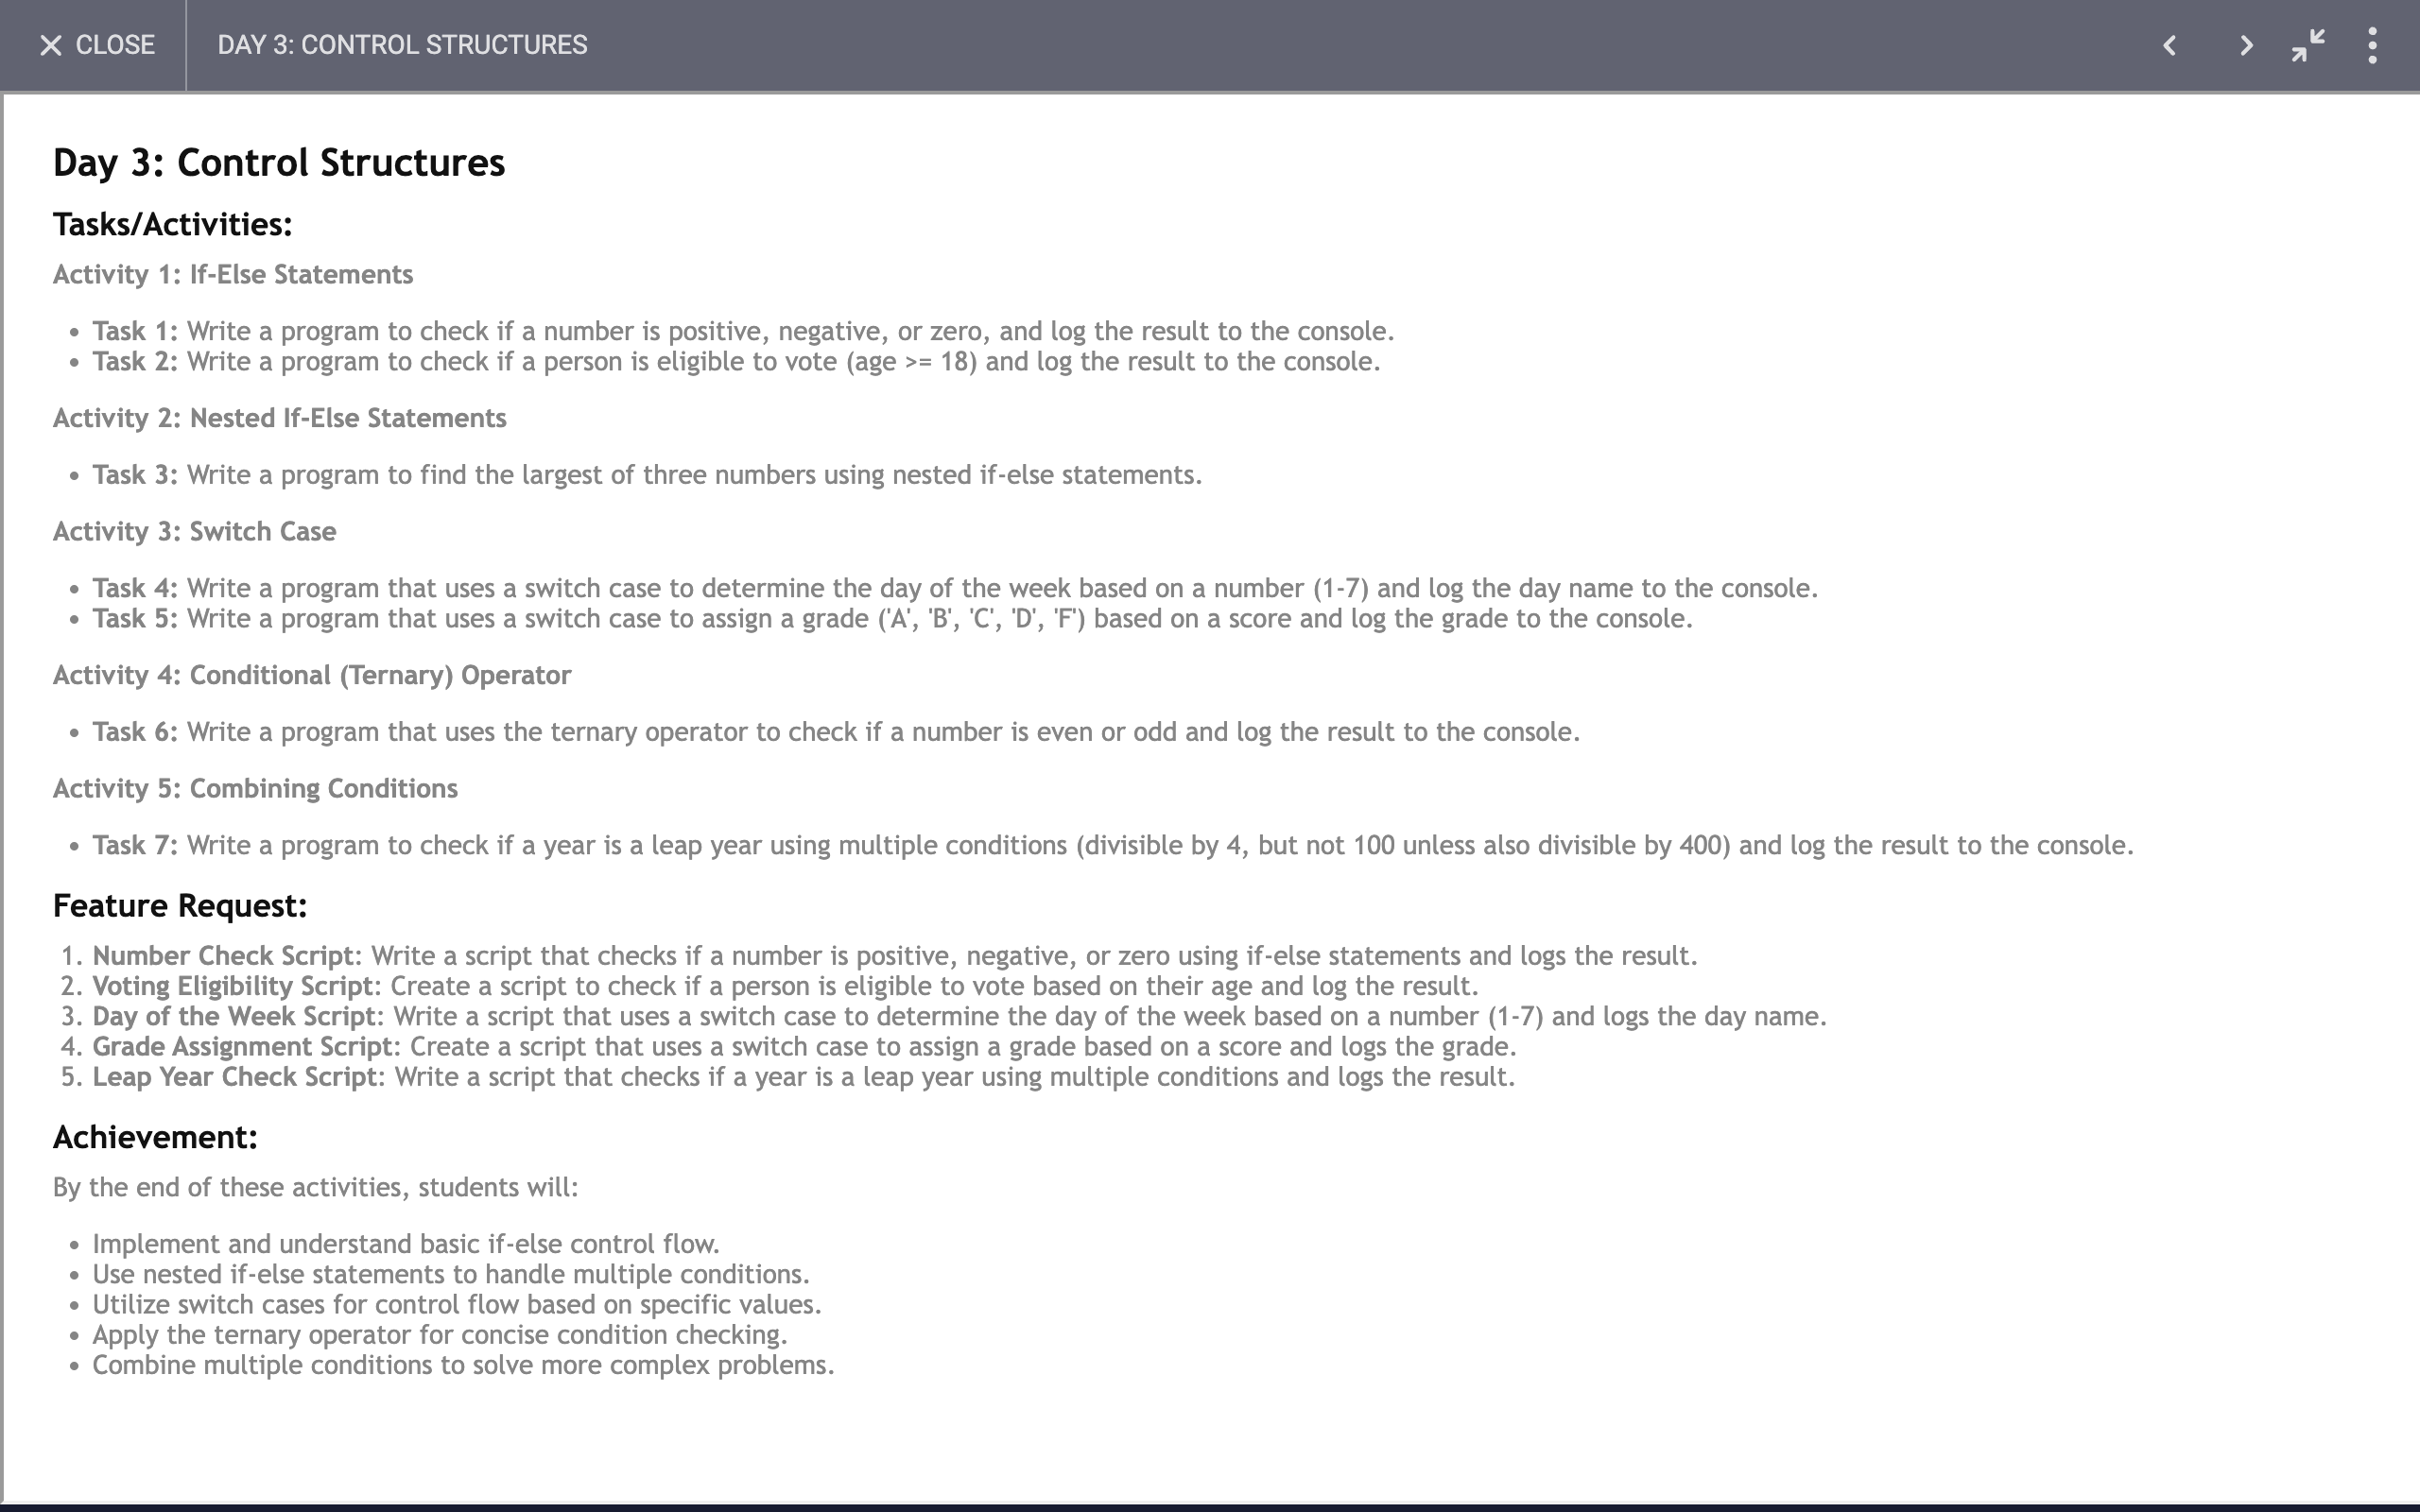 CLOSE
DAY 3: CONTROL STRUCTURES
Day 3: Control Structures
Tasks/Activities:
Activity 1: If-Else Statements
• Task 1: Write a program to check if a number is positive, negative, or zero, and log the result to the console.
• Task 2: Write a program to check if a person is eligible to vote (age >= 18) and log the result to the console.
Activity 2: Nested If-Else Statements
• Task 3: Write a program to find the largest of three numbers using nested if-else statements.
Activity 3: Switch Case
• Task 4: Write a program that uses a switch case to determine the day of the week based on a number (1-7) and log the day name to the console.
• Task 5: Write a program that uses a switch case to assign a grade ('A', 'B', 'C', 'D', 'F') based on a score and log the grade to the console.
Activity 4: Conditional (Ternary) Operator
• Task 6: Write a program that uses the ternary operator to check if a number is even or odd and log the result to the console.
Activity 5: Combining Conditions
• Task 7: Write a program to check if a year is a leap year using multiple conditions (divisible by 4, but not 100 unless also divisible by 400) and log the result to the console.
Feature Request:
1. Number Check Script: Write a script that checks if a number is positive, negative, or zero using if-else statements and logs the result.
2. Voting Eligibility Script: Create a script to check if a person is eligible to vote based on their age and log the result.
3. Day of the Week Script: Write a script that uses a switch case to determine the day of the week based on a number (1-7) and logs the day name.
4. Grade Assignment Script: Create a script that uses a switch case to assign a grade based on a score and logs the grade.
5. Leap Year Check Script: Write a script that checks if a year is a leap year using multiple conditions and logs the result.
Achievement:
By the end of these activities, students will:
• Implement and understand basic if-else control flow.
• Use nested if-else statements to handle multiple conditions.
• Utilize switch cases for control flow based on specific values.
• Apply the ternary operator for concise condition checking.
• Combine multiple conditions to solve more complex problems.